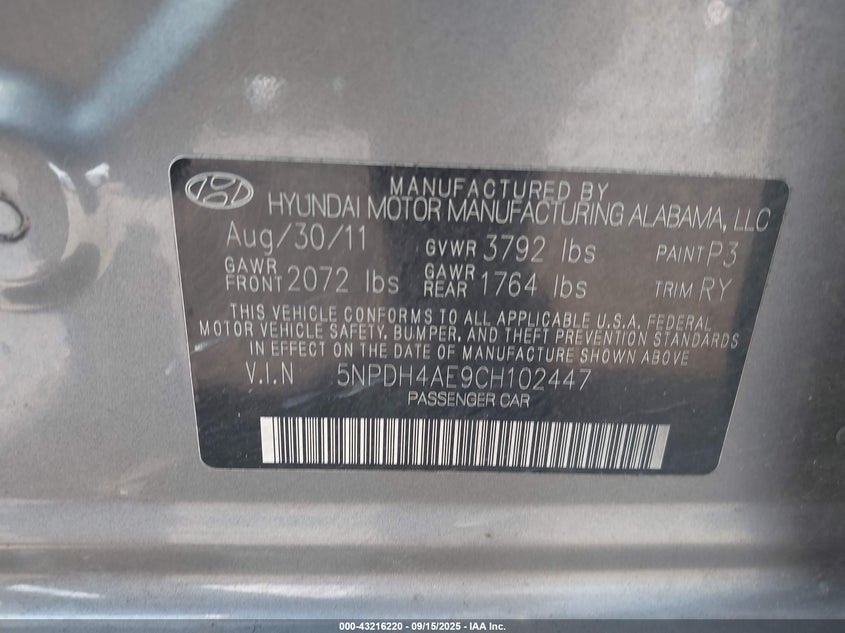 MANUFACTURED BY
HYUNDAI MOTOR MANUFACTURING ALABAMA, LLC
Aug/30/11 GVWR 3792 lbs PAINT P3
GAWR FRONT 2072 lbs GAWR REAR 1764 lbs TRIM RY
THIS VEHICLE CONFORMS TO ALL APPLICABLE U.S.A. FEDERAL
MOTOR VEHICLE SAFETY, BUMPER, AND THEFT PREVENTION STANDARDS
IN EFFECT ON THE DATE OF MANUFACTURE SHOWN ABOVE
V.I.N 5NPDH4AE9CH102447
PASSENGER CAR
000-43216220 - 09/15/2025 - IAA Inc.